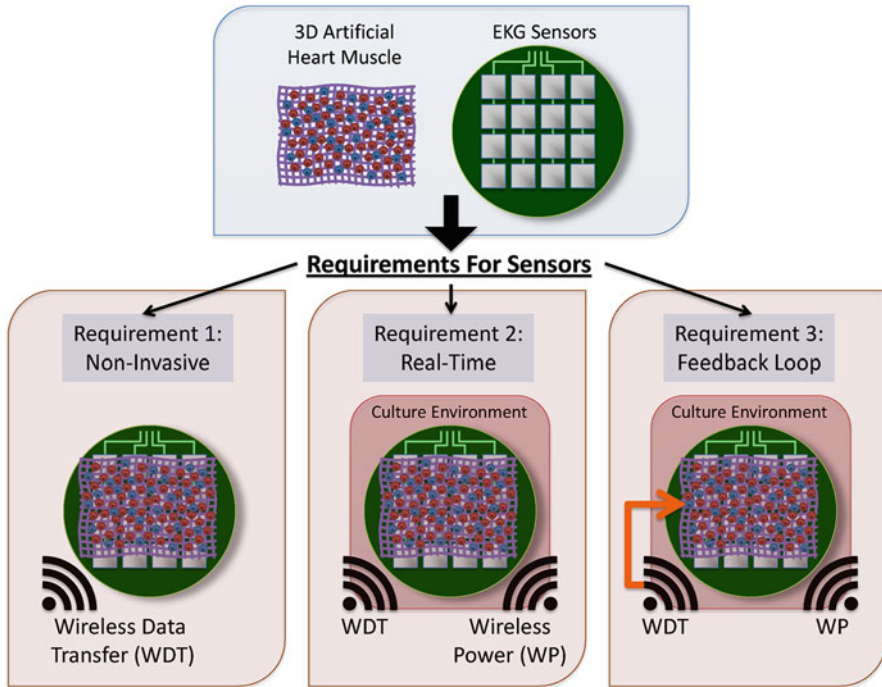 3D Artificial
Heart Muscle
EKG Sensors
Requirements For Sensors
Requirement 1:
Non-Invasive
Wireless Data
Transfer (WDT)
Requirement 2:
Real-Time
Culture Environment
WDT
Wireless
Power (WP)
Requirement 3:
Feedback Loop
Culture Environment
WDT
WP